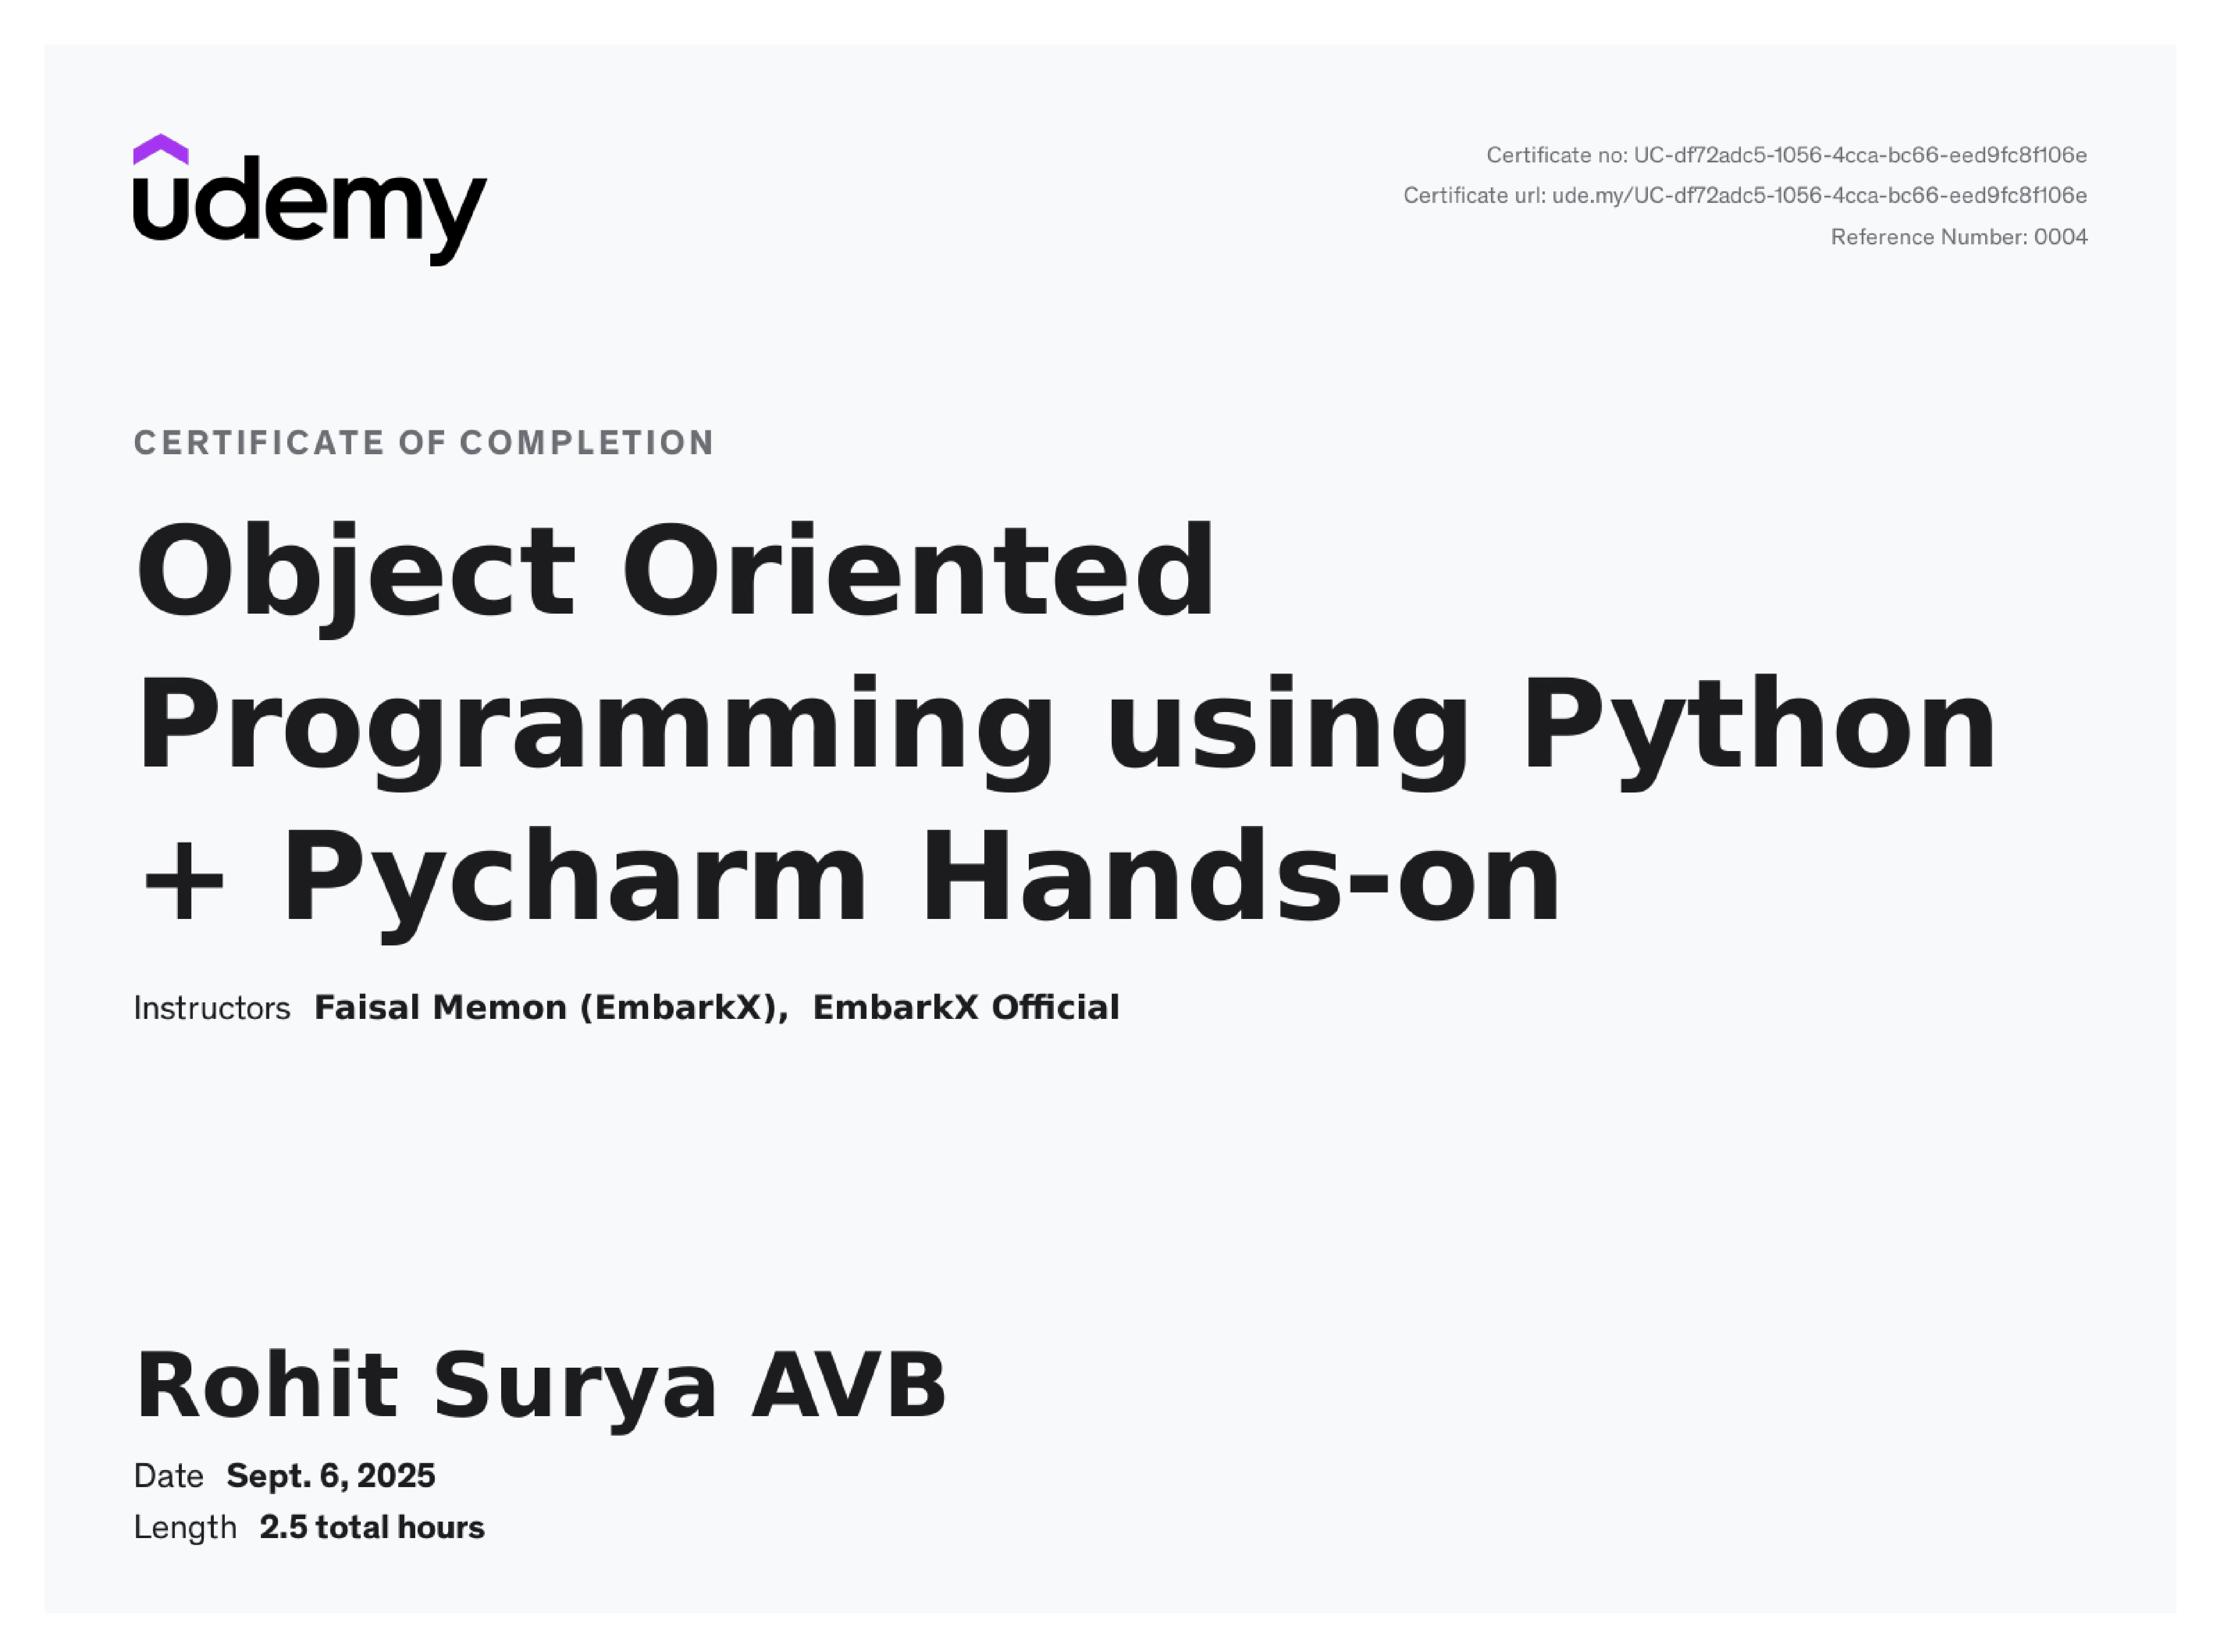 udemy
Certificate no: UC-df72adc5-1056-4cca-bc66-eed9fc8f106e
Certificate url: ude.my/UC-df72adc5-1056-4cca-bc66-eed9fc8f106e
Reference Number: 0004
CERTIFICATE OF COMPLETION
Object Oriented
Programming using Python
+ Pycharm Hands-on
Instructors Faisal Memon (EmbarkX), EmbarkX Official
Rohit Surya AVB
Date Sept. 6, 2025
Length 2.5 total hours